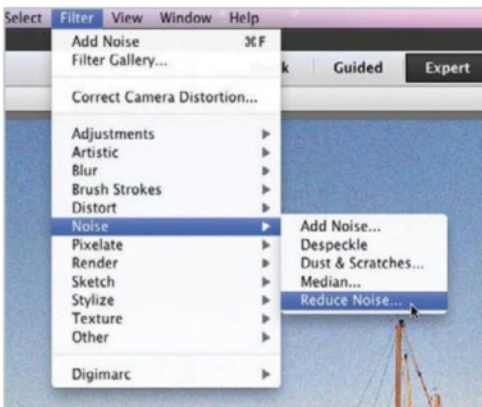 Select Filter View Window Help
Add Noise ⌘F
Filter Gallery...
k Guided Expert
Correct Camera Distortion...
Adjustments
Artistic
Blur
Brush Strokes
Distort
Noise
Add Noise...
Pixelate
Despeckle
Render
Dust & Scratches...
Sketch
Median...
Stylize
Reduce Noise...
Texture
Other
Digimarc